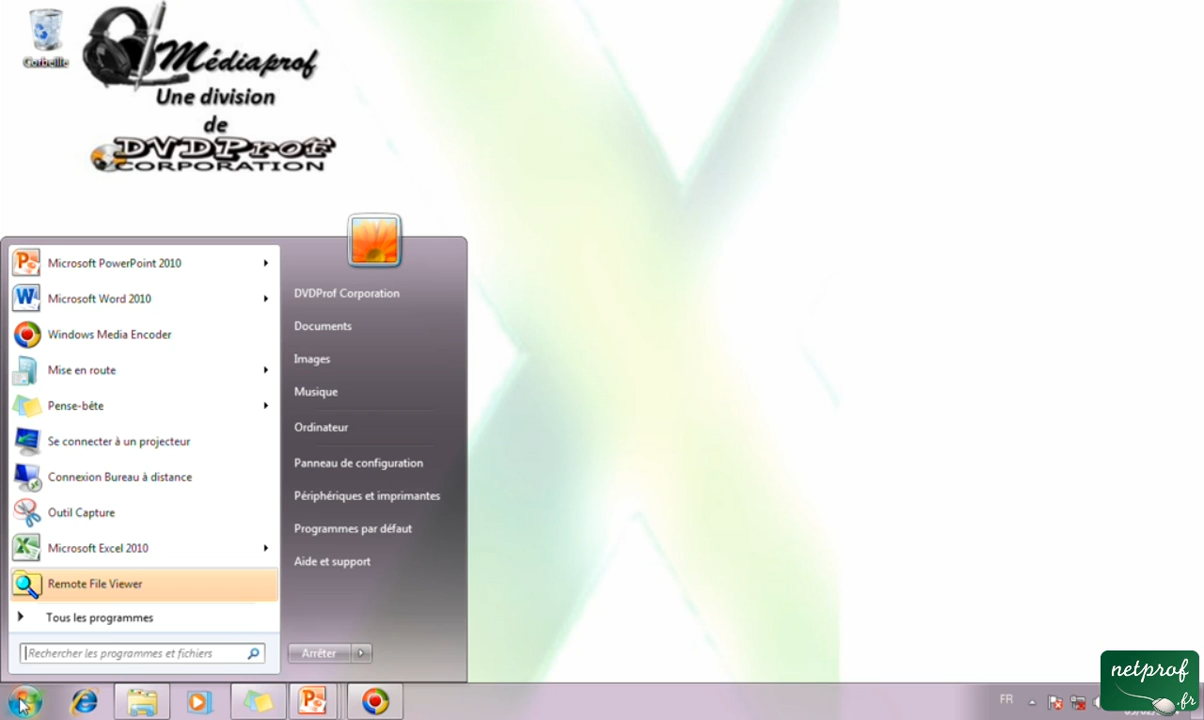 Corbeille
Médiaprof
Une division
de
DVDProf
CORPORATION
Microsoft PowerPoint 2010
Microsoft Word 2010
Windows Media Encoder
Mise en route
Pense-bête
Se connecter à un projecteur
Connexion Bureau à distance
Outil Capture
Microsoft Excel 2010
Remote File Viewer
Tous les programmes
Rechercher les programmes et fichiers
DVDProf Corporation
Documents
Images
Musique
Ordinateur
Panneau de configuration
Périphériques et imprimantes
Programmes par défaut
Aide et support
Arrêter
FR
netprof
.fr